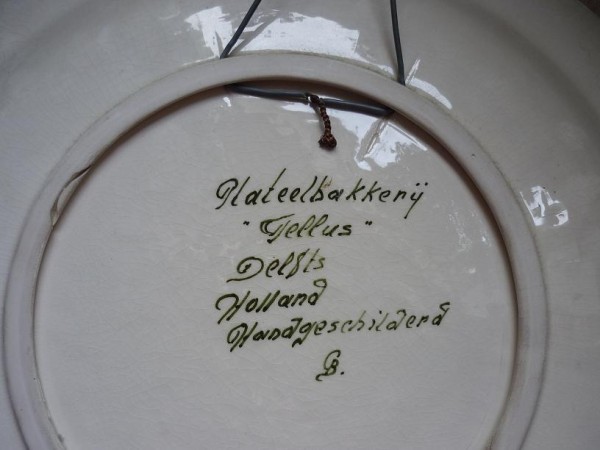 Plateelbakkerij
"Tellus"
Delfts
Holland
Handgeschilderd
B.